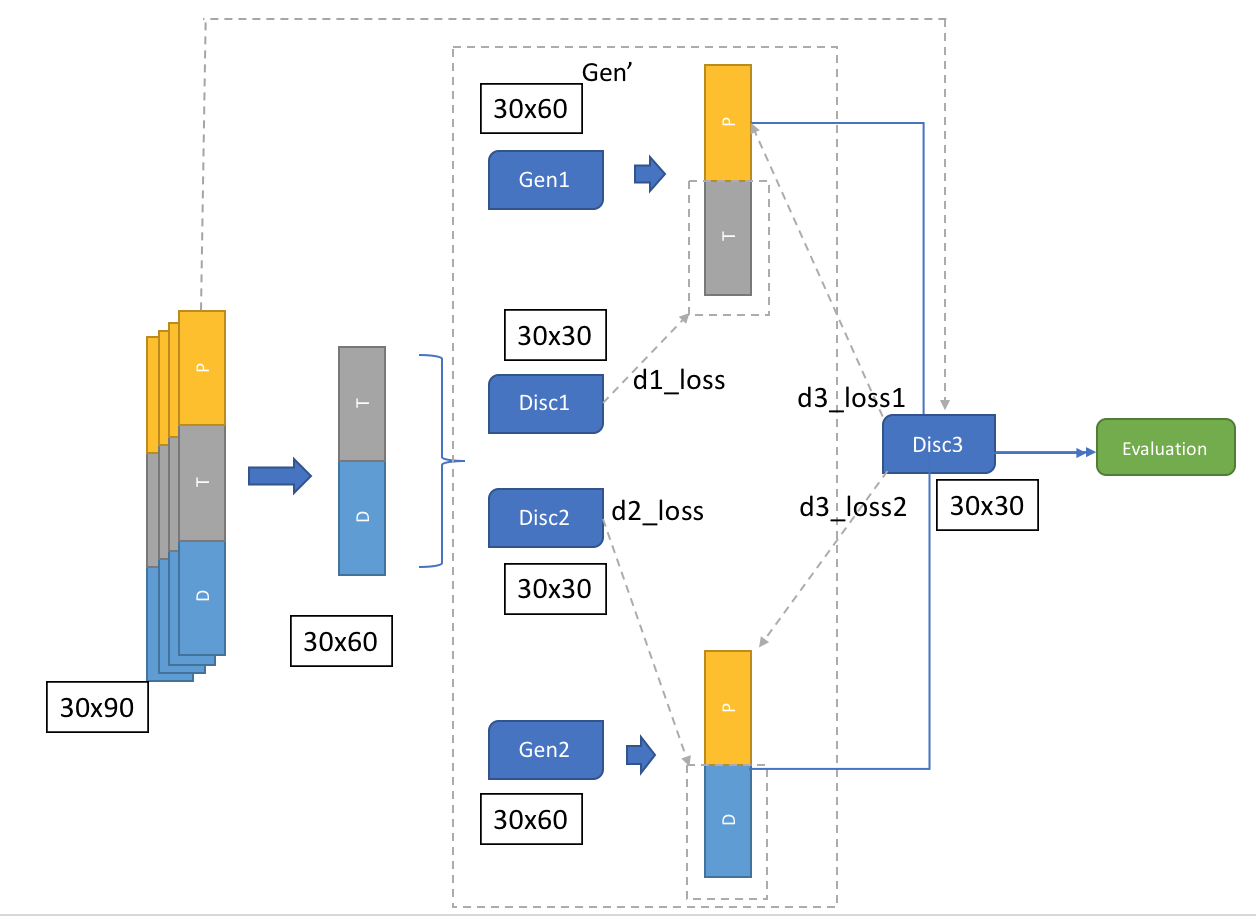 Gen’
30x60
Gen1
P
T
30x30
Disc1
d1_loss
d3_loss1
Disc3
Evaluation
30x30
P
T
D
30x90
T
D
30x60
Disc2
d2_loss
d3_loss2
30x30
Gen2
30x60
P
D